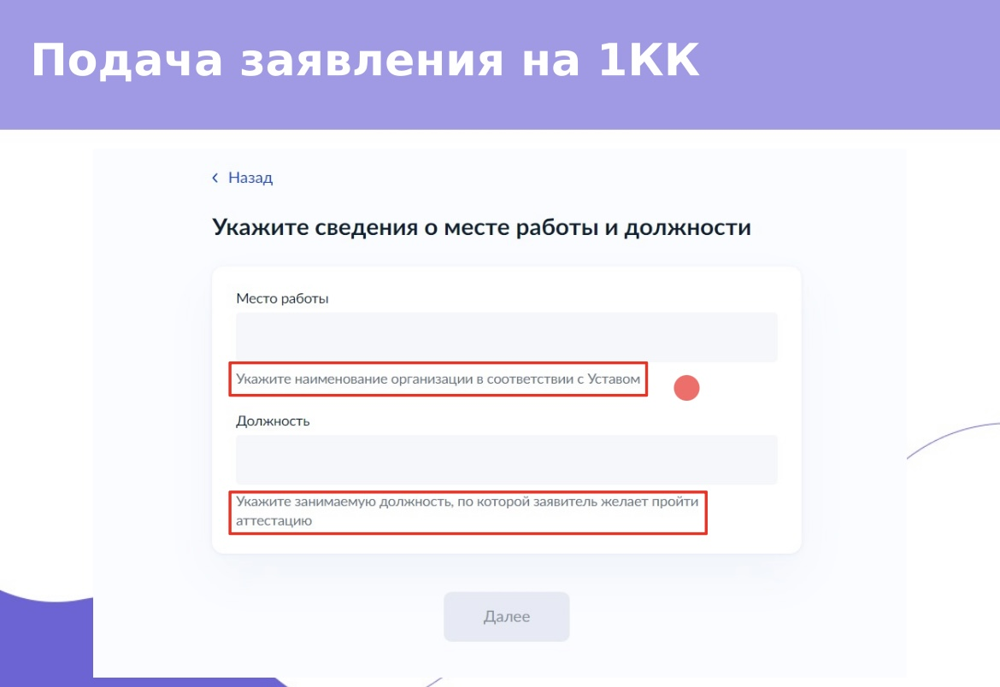 Подача заявления на 1КК
Назад
Укажите сведения о месте работы и должности
Место работы
Укажите наименование организации в соответствии с Уставом
Должность
Укажите занимаемую должность, по которой заявитель желает пройти
аттестацию
Далее